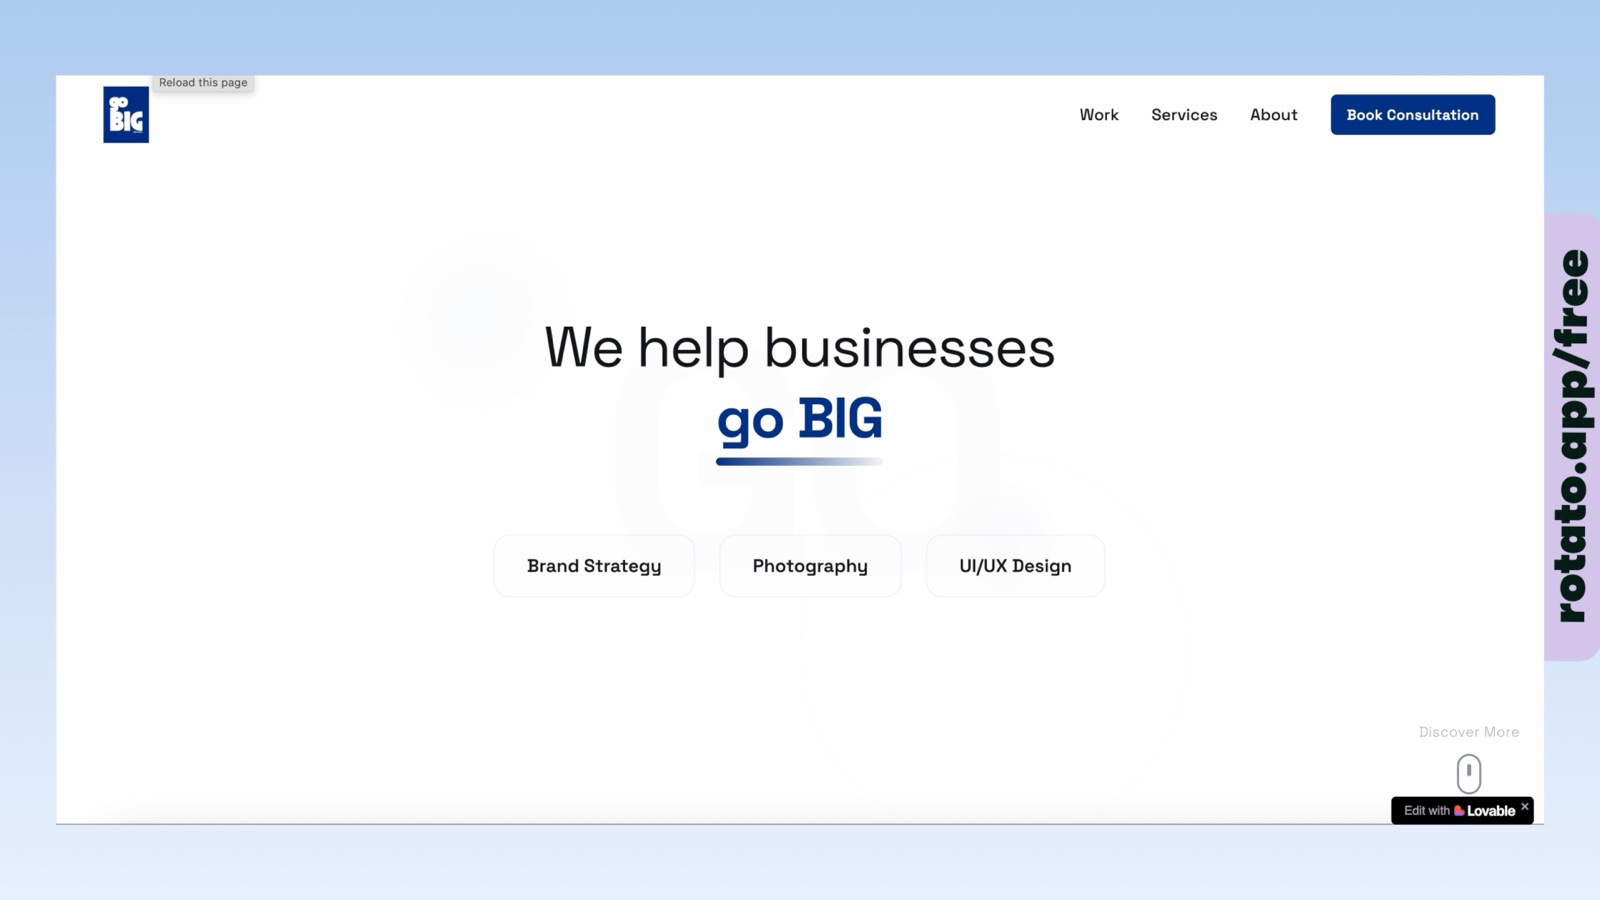 Reload this page
go
BIG
Work
Services
About
Book Consultation
We help businesses
go BIG
Brand Strategy
Photography
UI/UX Design
Discover More
Edit with Lovable ×
rotato.app/free